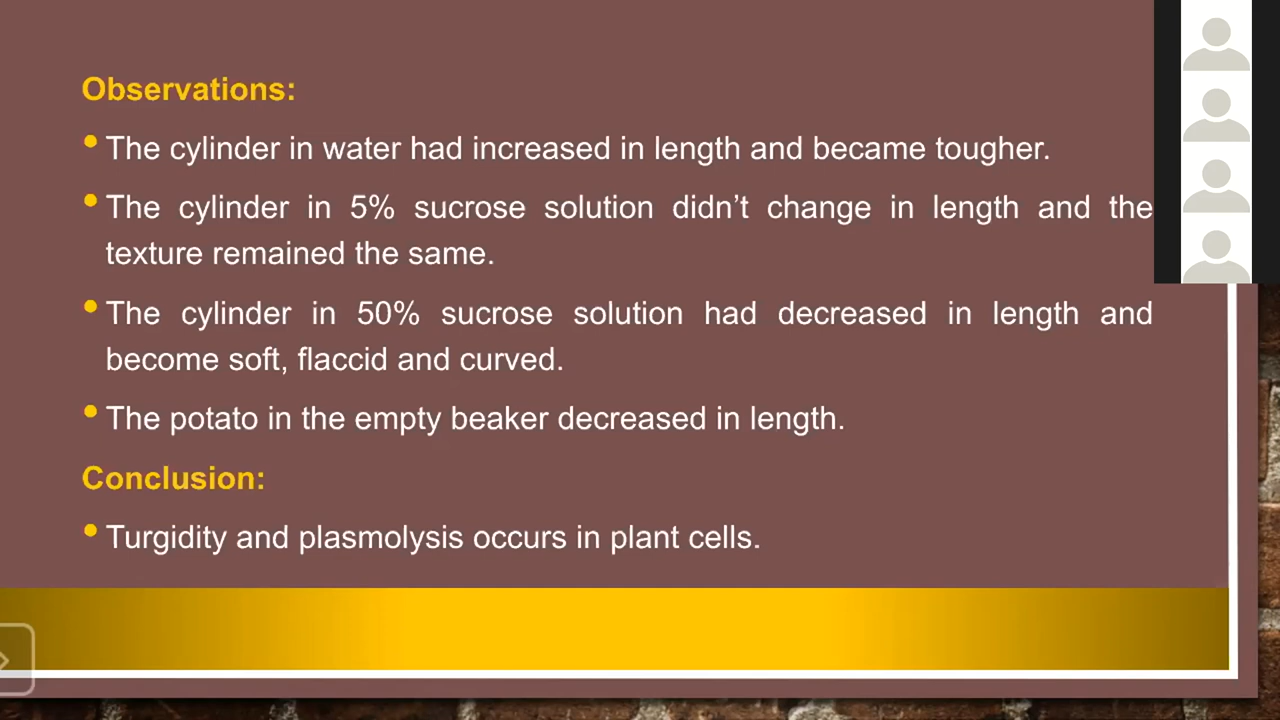 Observations:
• The cylinder in water had increased in length and became tougher.
• The cylinder in 5% sucrose solution didn’t change in length and the
texture remained the same.
• The cylinder in 50% sucrose solution had decreased in length and
become soft, flaccid and curved.
• The potato in the empty beaker decreased in length.
Conclusion:
• Turgidity and plasmolysis occurs in plant cells.